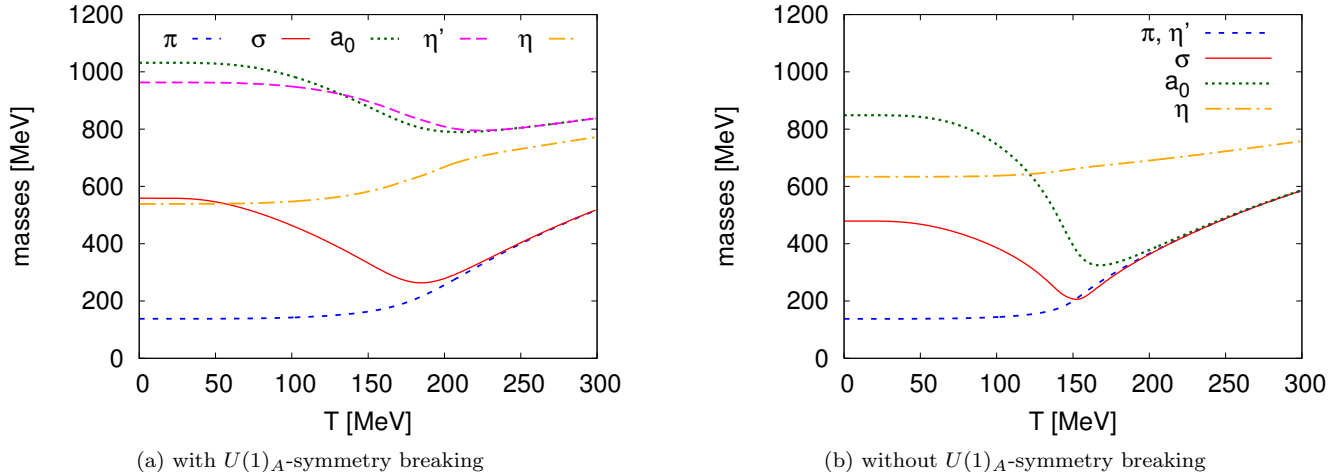 1200
1000
800
600
400
200
0
masses [MeV]
π σ a0 η' η
0 50 100 150 200 250 300
T [MeV]
(a) with U(1)A-symmetry breaking
1200
1000
800
600
400
200
0
masses [MeV]
π, η'
σ
a0
η
0 50 100 150 200 250 300
T [MeV]
(b) without U(1)A-symmetry breaking